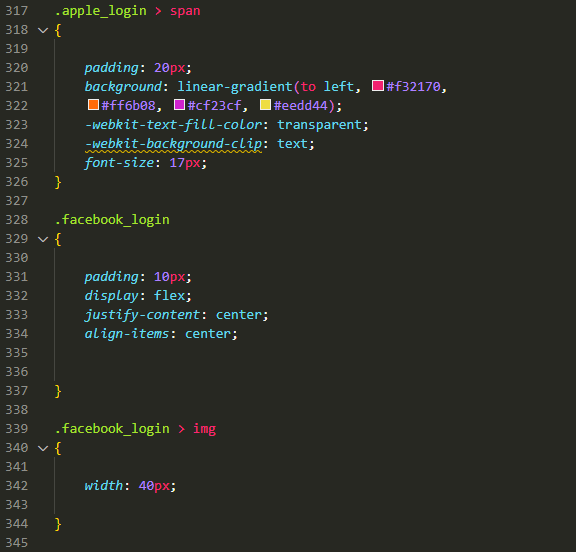 317 .apple_login > span
318 {
319
320 padding: 20px;
321 background: linear-gradient(to left, #f32170,
322 #ff6b08, #cf23cf, #eedd44);
323 -webkit-text-fill-color: transparent;
324 -webkit-background-clip: text;
325 font-size: 17px;
326 }
327
328 .facebook_login
329 {
330
331 padding: 10px;
332 display: flex;
333 justify-content: center;
334 align-items: center;
335
336
337 }
338
339 .facebook_login > img
340 {
341
342 width: 40px;
343
344 }
345